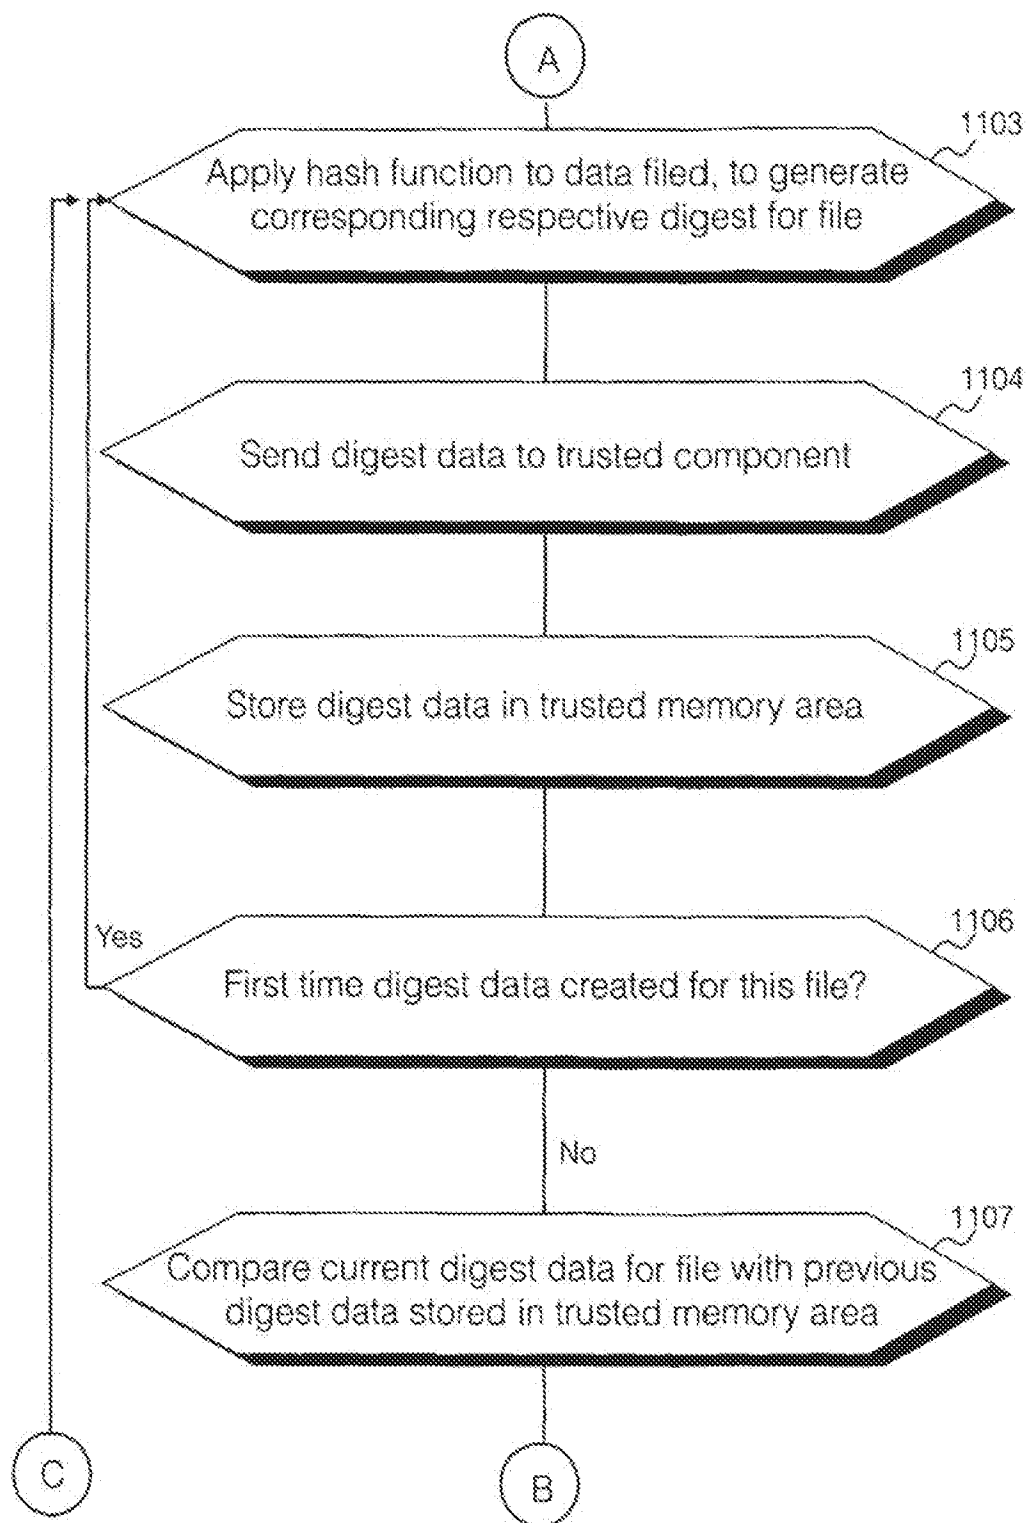 A
1103
Apply hash function to data filed, to generate
corresponding respective digest for file
1104
Send digest data to trusted component
1105
Store digest data in trusted memory area
1106
Yes
First time digest data created for this file?
No
1107
Compare current digest data for file with previous
digest data stored in trusted memory area
C
B